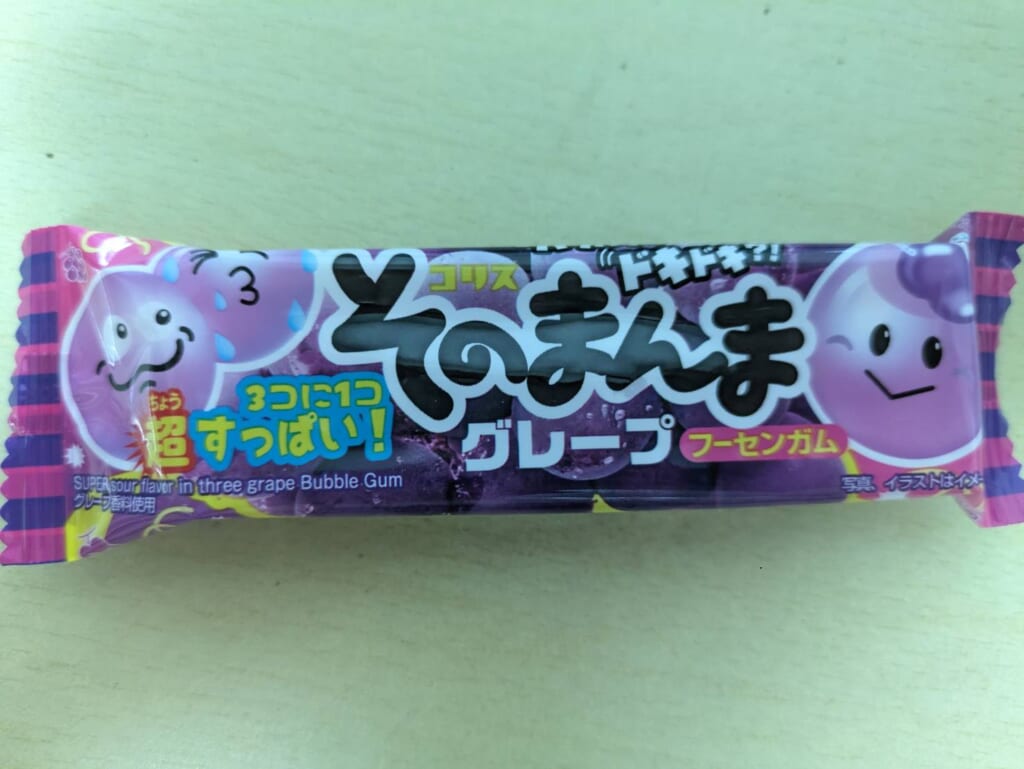 ドキドキ?!
コリス
そのまんま
グレープ
フーセンガム
3つに1つ
ちょう
超すっぱい!
SUPER sour flavor in three grape Bubble Gum
グレープ香料使用
写真、イラストはイメー